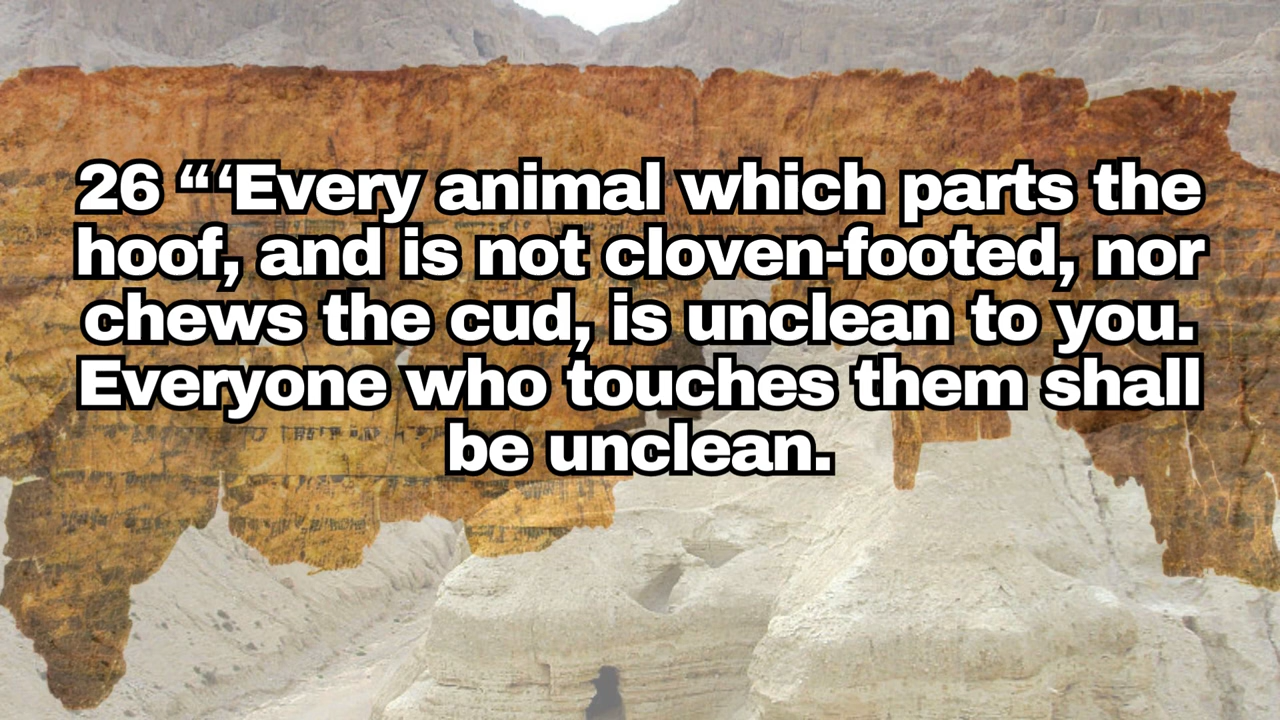 26 “‘Every animal which parts the
hoof, and is not cloven-footed, nor
chews the cud, is unclean to you.
Everyone who touches them shall
be unclean.